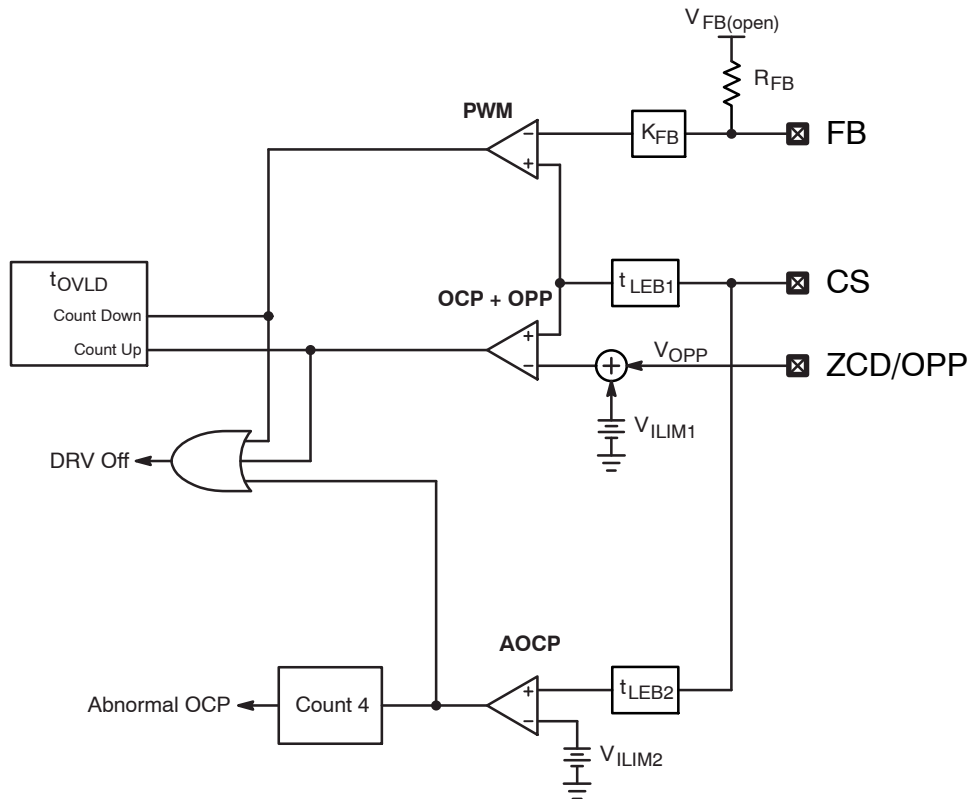 VFB(open)
RFB
PWM
−
KFB
FB
+
tOVLD
OCP + OPP
tLEB1
CS
Count Down
+
Count Up
−
+
VOPP
ZCD/OPP
VILIM1
DRV Off
AOCP
+
tLEB2
Abnormal OCP
Count 4
−
VILIM2